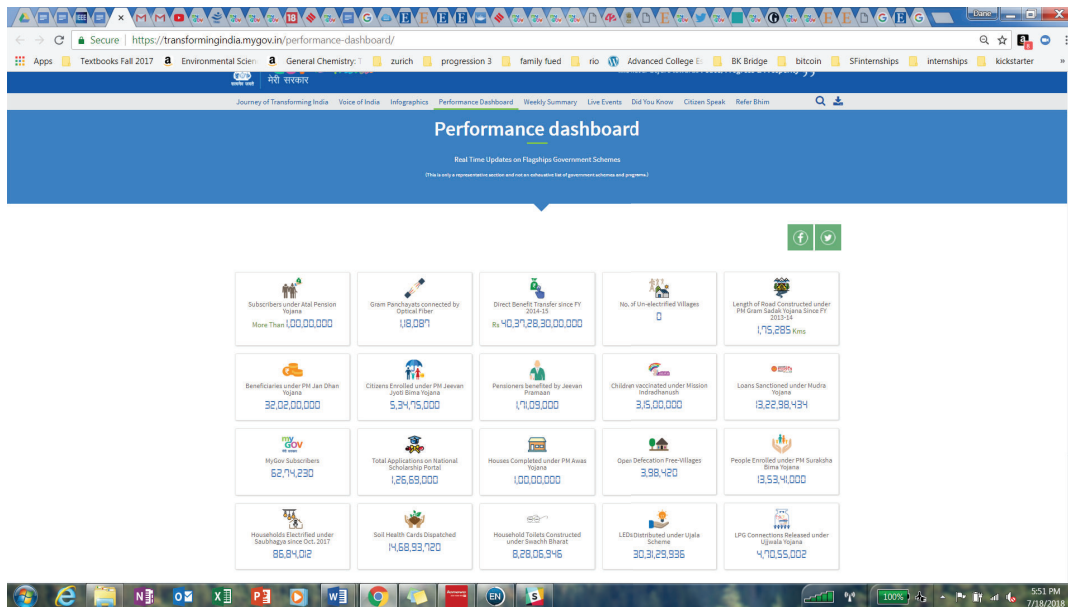 Dane
Secure | https://transformingindia.mygov.in/performance-dashboard/
Apps Textbooks Fall 2017 Environmental Scien General Chemistry: zurich progression 3 family fued rio Advanced College E BK Bridge bitcoin SFinternships internships kickstarter »
मेरी सरकार
Journey of Transforming India Voice of India Infographics Performance Dashboard Weekly Summary Live Events Did You Know Citizen Speak Refer Bhim
Performance dashboard
Real Time Updates on Flagships Government Schemes
(This is only a representative section and not an exhaustive list of government schemes and programs.)
Subscribers under Atal Pension
Yojana
More Than 1,00,00,000
Gram Panchayats connected by
Optical Fiber
1,18,087
Direct Benefit Transfer since FY
2014-15
Rs 40,37,28,30,00,000
No. of Un-electrified Villages
0
Length of Road Constructed under
PM Gram Sadak Yojana Since FY
2013-14
1,75,285 Kms
Beneficiaries under PM Jan Dhan
Yojana
32,02,00,000
Citizens Enrolled under PM Jeevan
Jyoti Bima Yojana
5,34,75,000
Pensioners benefited by Jeevan
Pramaan
1,71,09,000
Children vaccinated under Mission
Indradhanush
3,15,00,000
Loans Sanctioned under Mudra
Yojana
13,22,98,434
my
GOV
MyGov Subscribers
62,74,230
Total Applications on National
Scholarship Portal
1,26,69,000
Houses Completed under PM Awas
Yojana
1,00,00,000
Open Defecation Free-Villages
3,98,420
People Enrolled under PM Suraksha
Bima Yojana
13,53,41,000
Households Electrified under
Saubhagya since Oct. 2017
86,84,012
Soil Health Cards Dispatched
14,68,93,720
Household Toilets Constructed
under Swachh Bharat
8,28,06,946
LEDs Distributed under Ujala
Scheme
30,31,29,936
LPG Connections Released under
Ujjwala Yojana
4,70,55,002
EN
100%
5:51 PM
7/18/2018